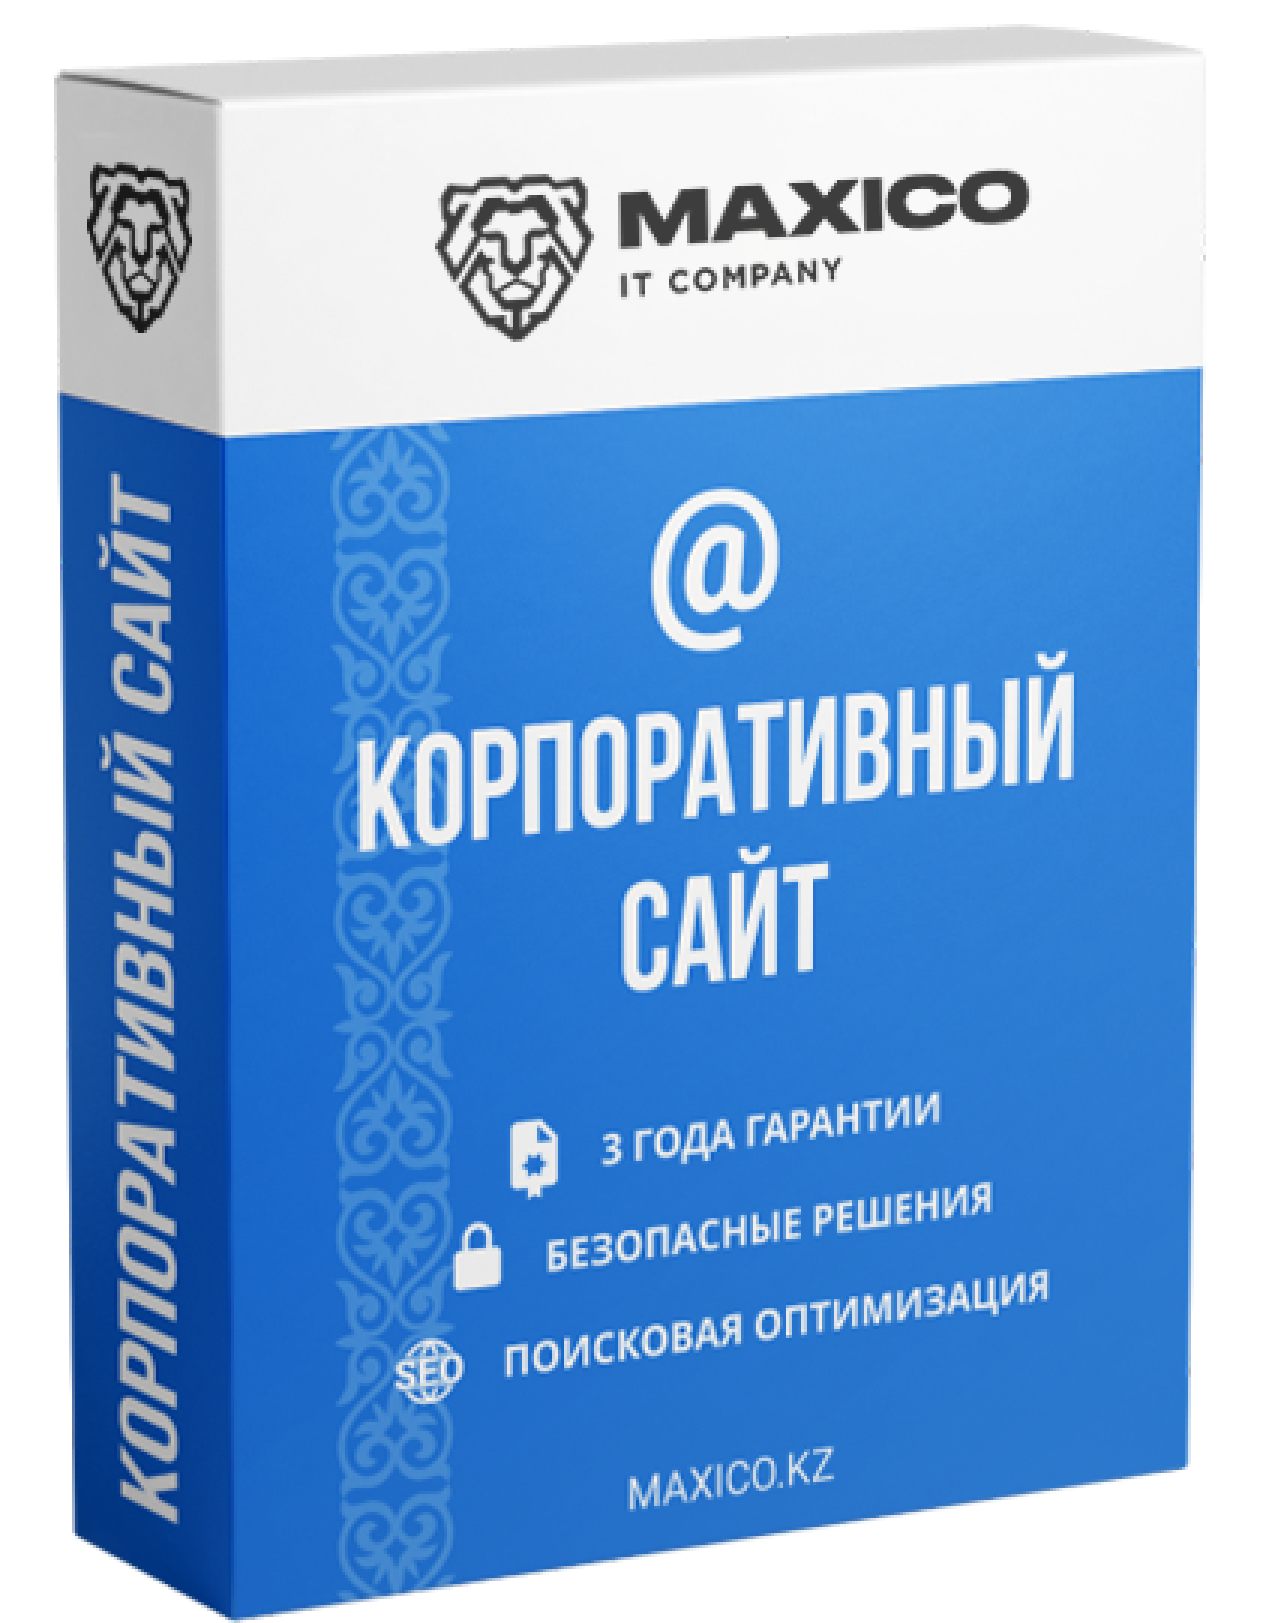 MAXICO
IT COMPANY
@
КОРПОРАТИВНЫЙ
САЙТ
3 ГОДА ГАРАНТИИ
БЕЗОПАСНЫЕ РЕШЕНИЯ
SEO ПОИСКОВАЯ ОПТИМИЗАЦИЯ
MAXICO.KZ
КОРПОРАТИВНЫЙ САЙТ